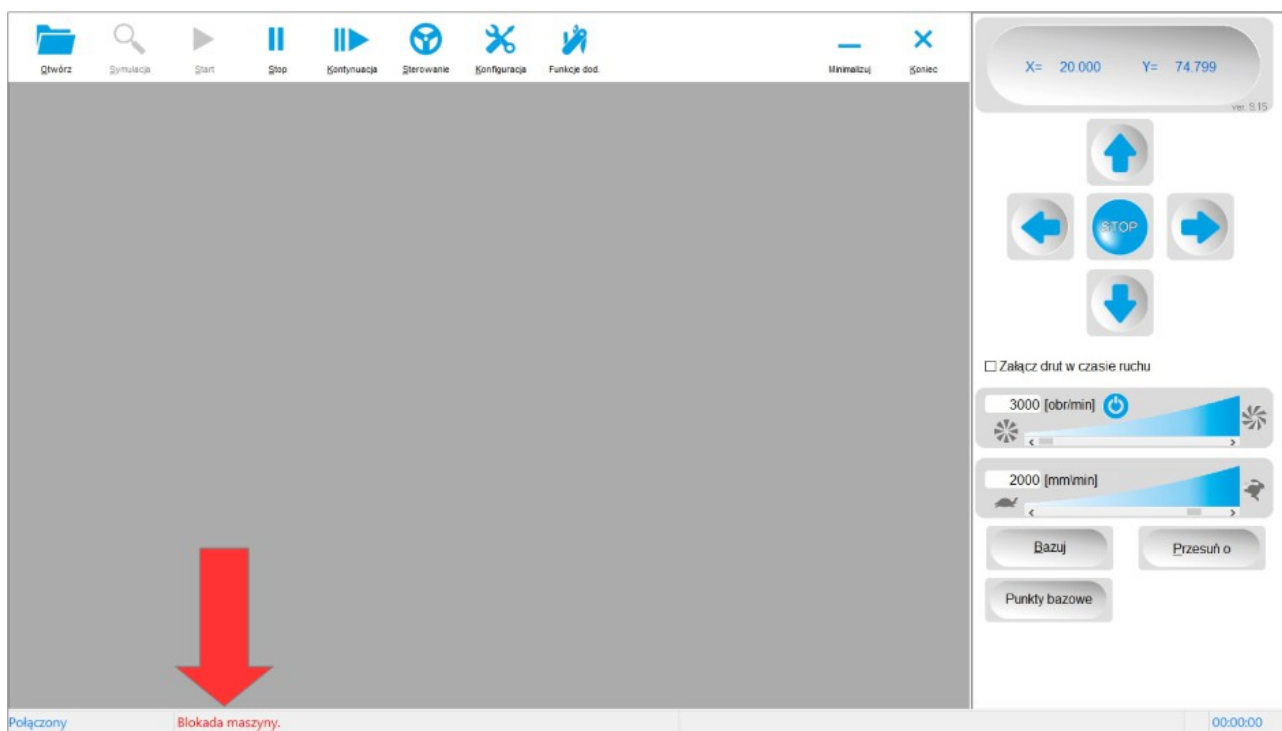 Otwórz Symulacja Start Stop Kontynuacja Sterowanie Konfiguracja Funkcje dod. Minimalizuj Koniec
X= 20.000 Y= 74.799
ver. 9.15
STOP
Załącz drut w czasie ruchu
3000 [obr/min]
2000 [mm\min]
Bazuj Przesuń o
Punkty bazowe
Połączony Blokada maszyny. 00:00:00